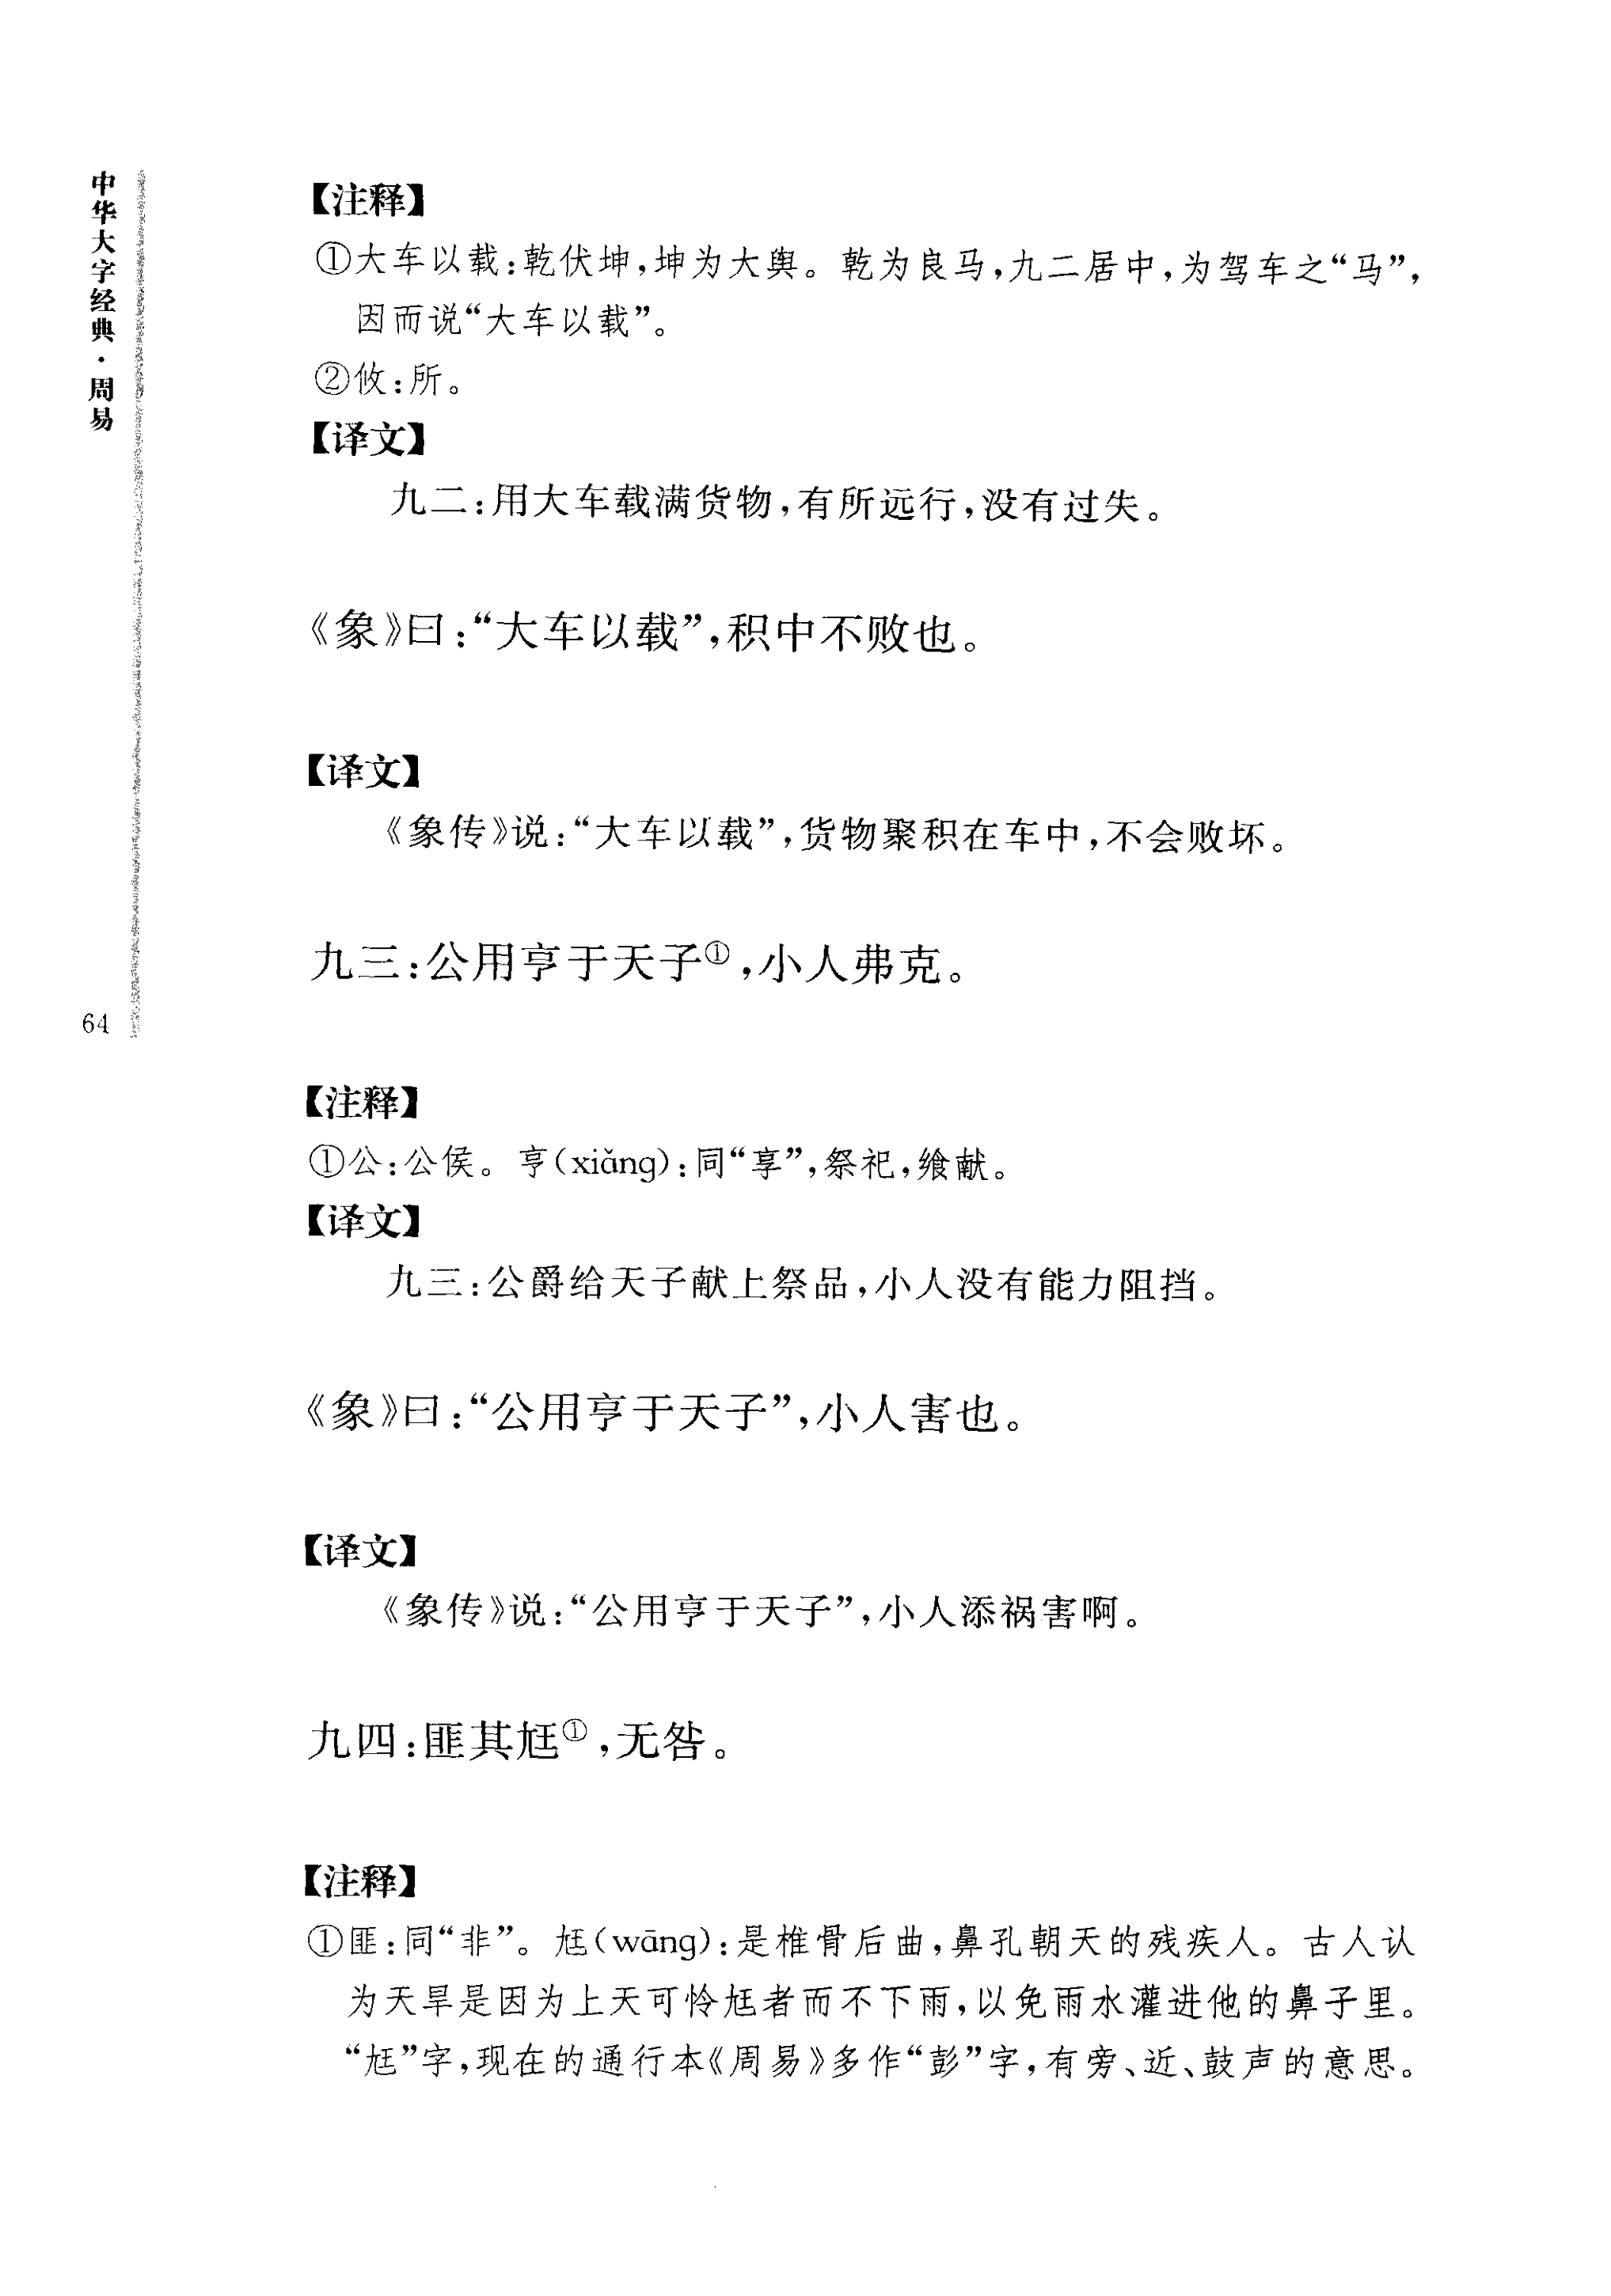 中华大字经典·周易
64
【注释】
①大车以载:乾伏坤,坤为大舆。乾为良马,九二居中,为驾车之“马”,
因而说“大车以载”。
②攸:所。
【译文】
九二:用大车载满货物,有所远行,没有过失。
《象》曰:“大车以载”,积中不败也。
【译文】
《象传》说:“大车以载”,货物聚积在车中,不会败坏。
九三:公用亨于天子①,小人弗克。
【注释】
①公:公侯。亨(xiǎng):同“享”,祭祀,飨献。
【译文】
九三:公爵给天子献上祭品,小人没有能力阻挡。
《象》曰:“公用亨于天子”,小人害也。
【译文】
《象传》说:“公用亨于天子”,小人添祸害啊。
九四:匪其尪①,无咎。
【注释】
①匪:同“非”。尪(wāng):是椎骨后曲,鼻孔朝天的残疾人。古人认
为天旱是因为上天可怜尪者而不下雨,以免雨水灌进他的鼻子里。
“尪”字,现在的通行本《周易》多作“彭”字,有旁、近、鼓声的意思。